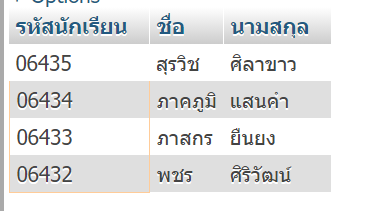 Options
รหัสนักเรียน ชื่อ นามสกุล
06435 สุรวิช ศิลาขาว
06434 ภาคภูมิ แสนคำ
06433 ภาสกร ยืนยง
06432 พชร ศิริวัฒน์